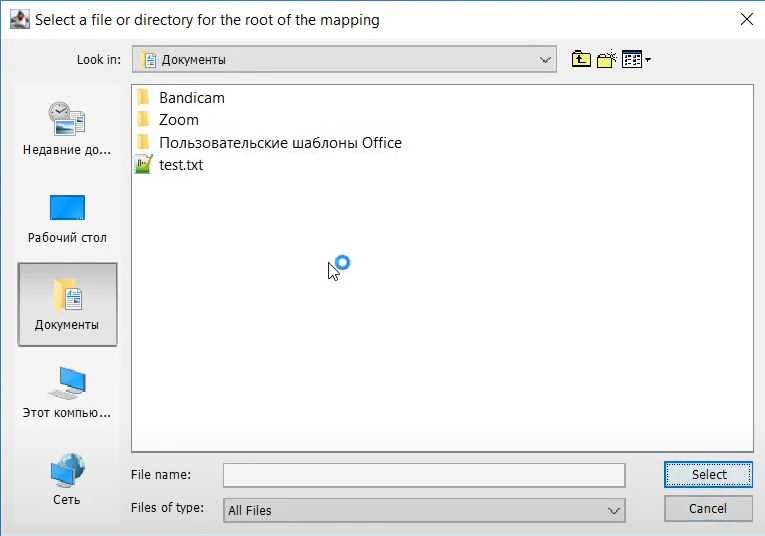 Select a file or directory for the root of the mapping
Look in: Документы
Недавние до...
Рабочий стол
Документы
Этот компью...
Сеть
Bandicam
Zoom
Пользовательские шаблоны Office
test.txt
File name: Select
Files of type: All Files Cancel